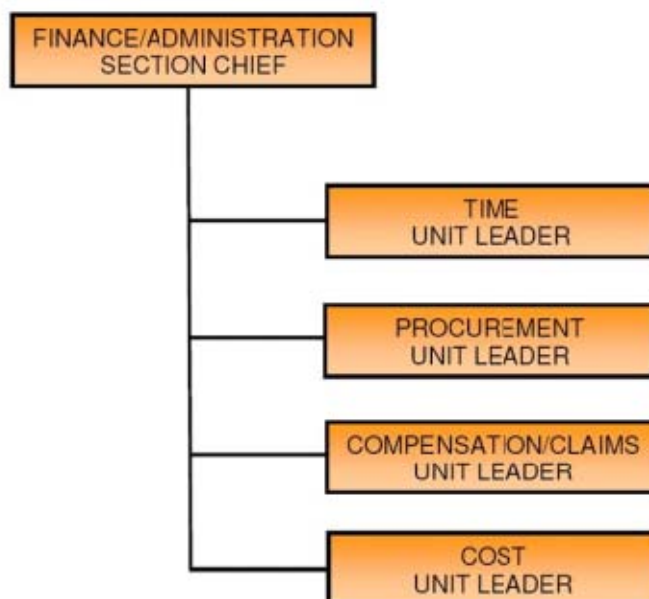 FINANCE/ADMINISTRATION
SECTION CHIEF
TIME
UNIT LEADER
PROCUREMENT
UNIT LEADER
COMPENSATION/CLAIMS
UNIT LEADER
COST
UNIT LEADER